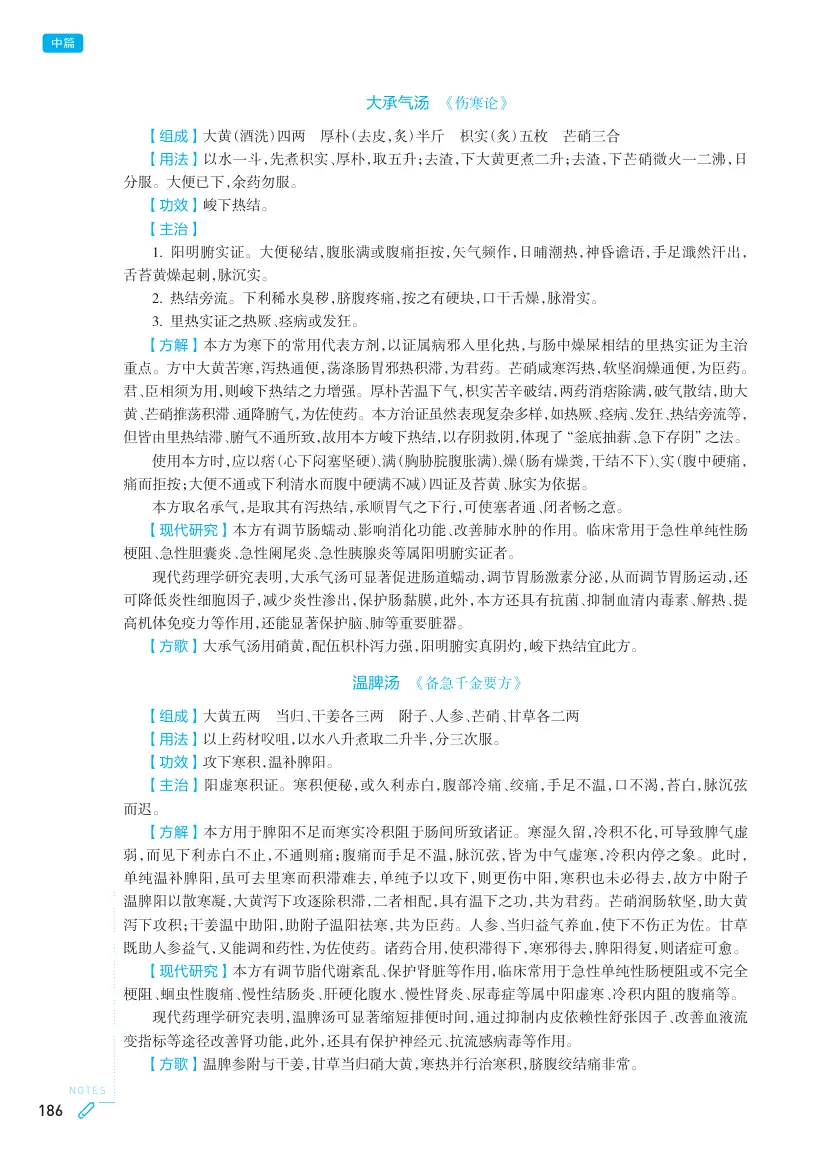 中篇
大承气汤 《伤寒论》
【组成】大黄(酒洗)四两 厚朴(去皮,炙)半斤 枳实(炙)五枚 芒硝三合
【用法】以水一斗,先煮枳实、厚朴,取五升;去渣,下大黄更煮二升;去渣,下芒硝微火一二沸,日
分服。大便已下,余药勿服。
【功效】峻下热结。
【主治】
1. 阳明腑实证。大便秘结,腹胀满或腹痛拒按,矢气频作,日晡潮热,神昏谵语,手足濈然汗出,
舌苔黄燥起刺,脉沉实。
2. 热结旁流。下利稀水臭秽,脐腹疼痛,按之有硬块,口干舌燥,脉滑实。
3. 里热实证之热厥、痉病或发狂。
【方解】本方为寒下的常用代表方剂,以证属病邪入里化热,与肠中燥屎相结的里热实证为主治
重点。方中大黄苦寒,泻热通便,荡涤肠胃邪热积滞,为君药。芒硝咸寒泻热,软坚润燥通便,为臣药。
君、臣相须为用,则峻下热结之力增强。厚朴苦温下气,枳实苦辛破结,两药消痞除满,破气散结,助大
黄、芒硝推荡积滞、通降腑气,为佐使药。本方治证虽然表现复杂多样,如热厥、痉病、发狂、热结旁流等,
但皆由里热结滞、腑气不通所致,故用本方峻下热结,以存阴救阴,体现了“釜底抽薪、急下存阴”之法。
使用本方时,应以痞(心下闷塞坚硬)、满(胸胁脘腹胀满)、燥(肠有燥粪,干结不下)、实(腹中硬痛,
痛而拒按;大便不通或下利清水而腹中硬满不减)四证及苔黄、脉实为依据。
本方取名承气,是取其有泻热结,承顺胃气之下行,可使塞者通、闭者畅之意。
【现代研究】本方有调节肠蠕动、影响消化功能、改善肺水肿的作用。临床常用于急性单纯性肠
梗阻、急性胆囊炎、急性阑尾炎、急性胰腺炎等属阳明腑实证者。
现代药理学研究表明,大承气汤可显著促进肠道蠕动,调节胃肠激素分泌,从而调节胃肠运动,还
可降低炎性细胞因子,减少炎性渗出,保护肠黏膜,此外,本方还具有抗菌、抑制血清内毒素、解热、提
高机体免疫力等作用,还能显著保护脑、肺等重要脏器。
【方歌】大承气汤用硝黄,配伍枳朴泻力强,阳明腑实真阴灼,峻下热结宜此方。
温脾汤 《备急千金要方》
【组成】大黄五两 当归、干姜各三两 附子、人参、芒硝、甘草各二两
【用法】以上药材㕮咀,以水八升煮取二升半,分三次服。
【功效】攻下寒积,温补脾阳。
【主治】阳虚寒积证。寒积便秘,或久利赤白,腹部冷痛、绞痛,手足不温,口不渴,苔白,脉沉弦
而迟。
【方解】本方用于脾阳不足而寒实冷积阻于肠间所致诸证。寒湿久留,冷积不化,可导致脾气虚
弱,而见下利赤白不止,不通则痛;腹痛而手足不温,脉沉弦,皆为中气虚寒,冷积内停之象。此时,
单纯温补脾阳,虽可去里寒而积滞难去,单纯予以攻下,则更伤中阳,寒积也未必得去,故方中附子
温脾阳以散寒凝,大黄泻下攻逐除积滞,二者相配,具有温下之功,共为君药。芒硝润肠软坚,助大黄
泻下攻积;干姜温中助阳,助附子温阳祛寒,共为臣药。人参、当归益气养血,使下不伤正为佐。甘草
既助人参益气,又能调和药性,为佐使药。诸药合用,使积滞得下,寒邪得去,脾阳得复,则诸症可愈。
【现代研究】本方有调节脂代谢紊乱、保护肾脏等作用,临床常用于急性单纯性肠梗阻或不完全
梗阻、蛔虫性腹痛、慢性结肠炎、肝硬化腹水、慢性肾炎、尿毒症等属中阳虚寒、冷积内阻的腹痛等。
现代药理学研究表明,温脾汤可显著缩短排便时间,通过抑制内皮依赖性舒张因子、改善血液流
变指标等途径改善肾功能,此外,还具有保护神经元、抗流感病毒等作用。
【方歌】温脾参附与干姜,甘草当归硝大黄,寒热并行治寒积,脐腹绞结痛非常。
NOTES
186